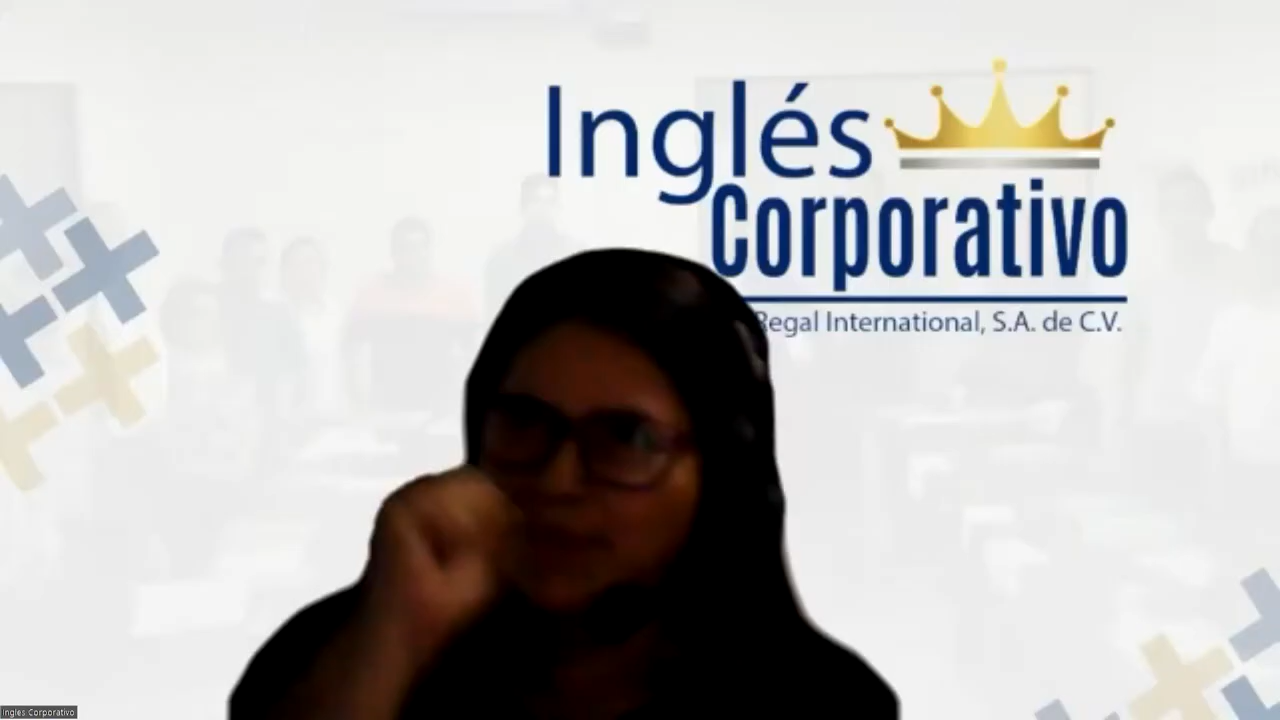 Inglés
Corporativo
Regal International, S.A. de C.V.
Ingles Corporativo